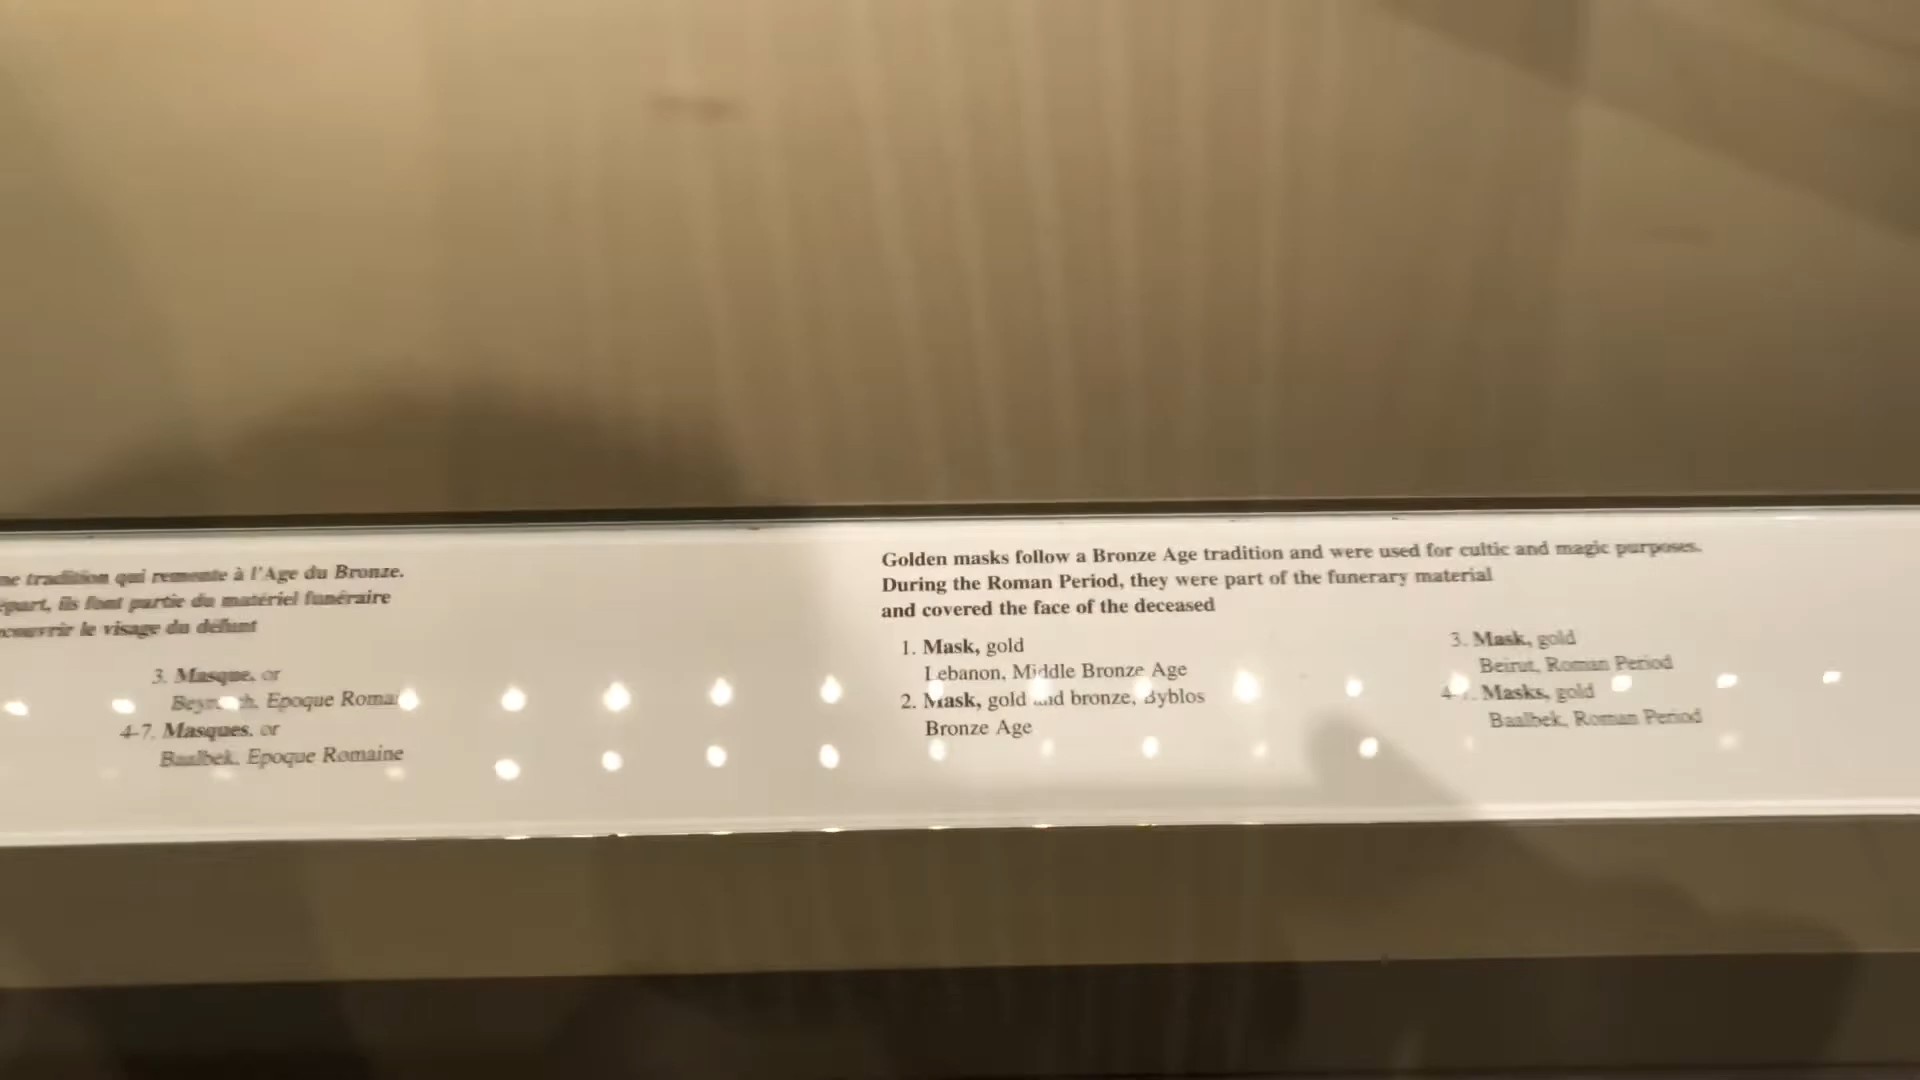 ne tradition qui remonte à l'Age du Bronze.
épart, ils font partie du matériel funéraire
couvrir le visage du défunt
3. Masque, or
Epoque Romai
4-7. Masques, or
Baalbek, Epoque Romaine
Golden masks follow a Bronze Age tradition and were used for cultic and magic purposes.
During the Roman Period, they were part of the funerary material
and covered the face of the deceased
1. Mask, gold
Lebanon, Middle Bronze Age
2. Mask, gold and bronze, Byblos
Bronze Age
3. Mask, gold
Beirut, Roman Period
Masks, gold
Baalbek, Roman Period